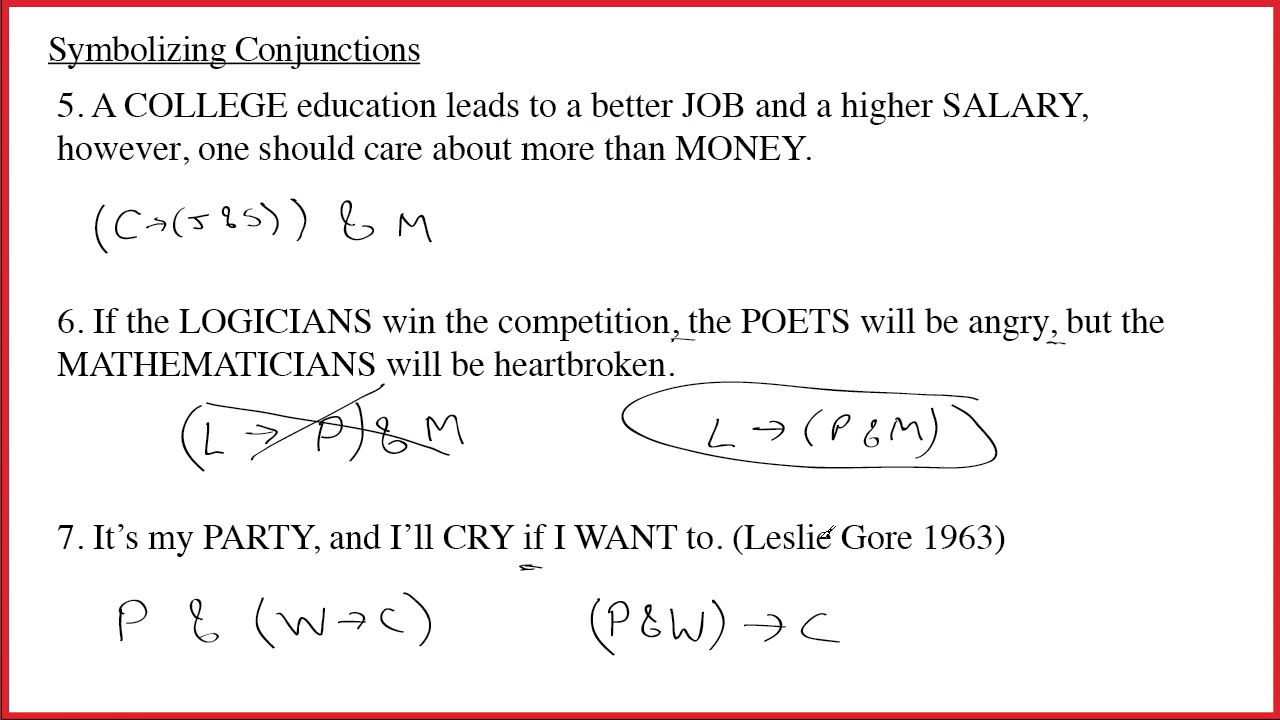 Symbolizing Conjunctions
5. A COLLEGE education leads to a better JOB and a higher SALARY,
however, one should care about more than MONEY.
(C→(J&S)) & M
6. If the LOGICIANS win the competition, the POETS will be angry, but the
MATHEMATICIANS will be heartbroken.
(L → P) & M L → (P & M)
7. It’s my PARTY, and I’ll CRY if I WANT to. (Leslie Gore 1963)
P & (W→C) (P&W) → C